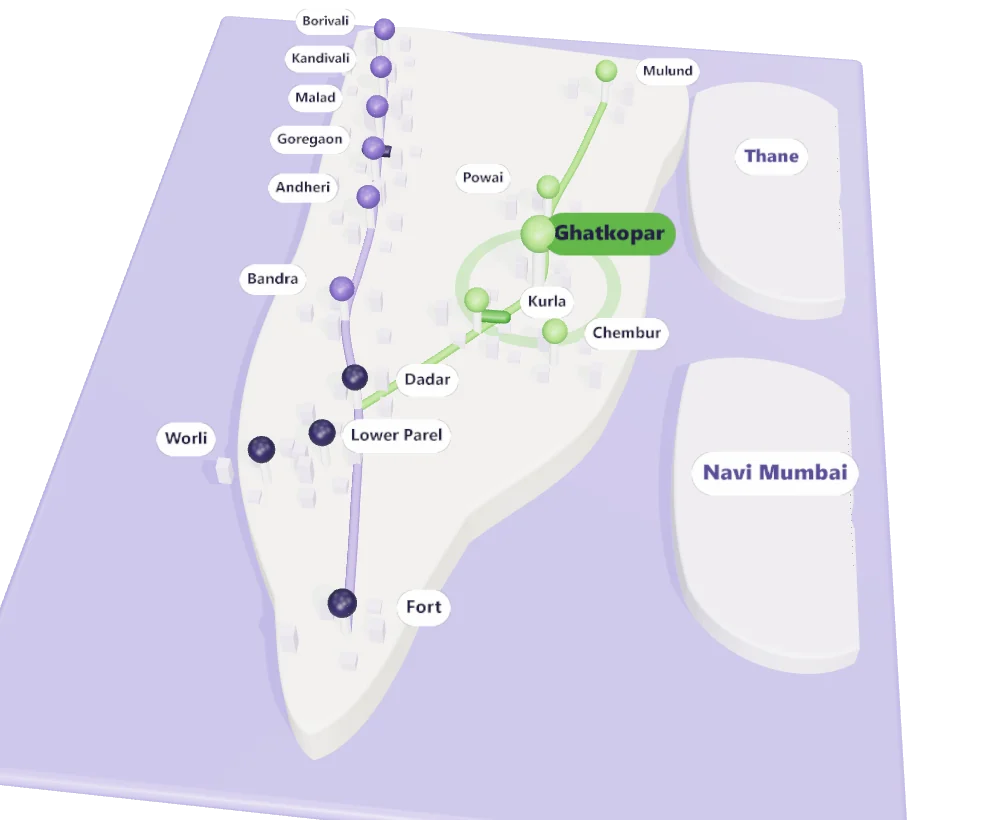 Borivali
Kandivali
Mulund
Malad
Goregaon
Thane
Powai
Andheri
Ghatkopar
Bandra
Kurla
Chembur
Dadar
Lower Parel
Worli
Navi Mumbai
Fort